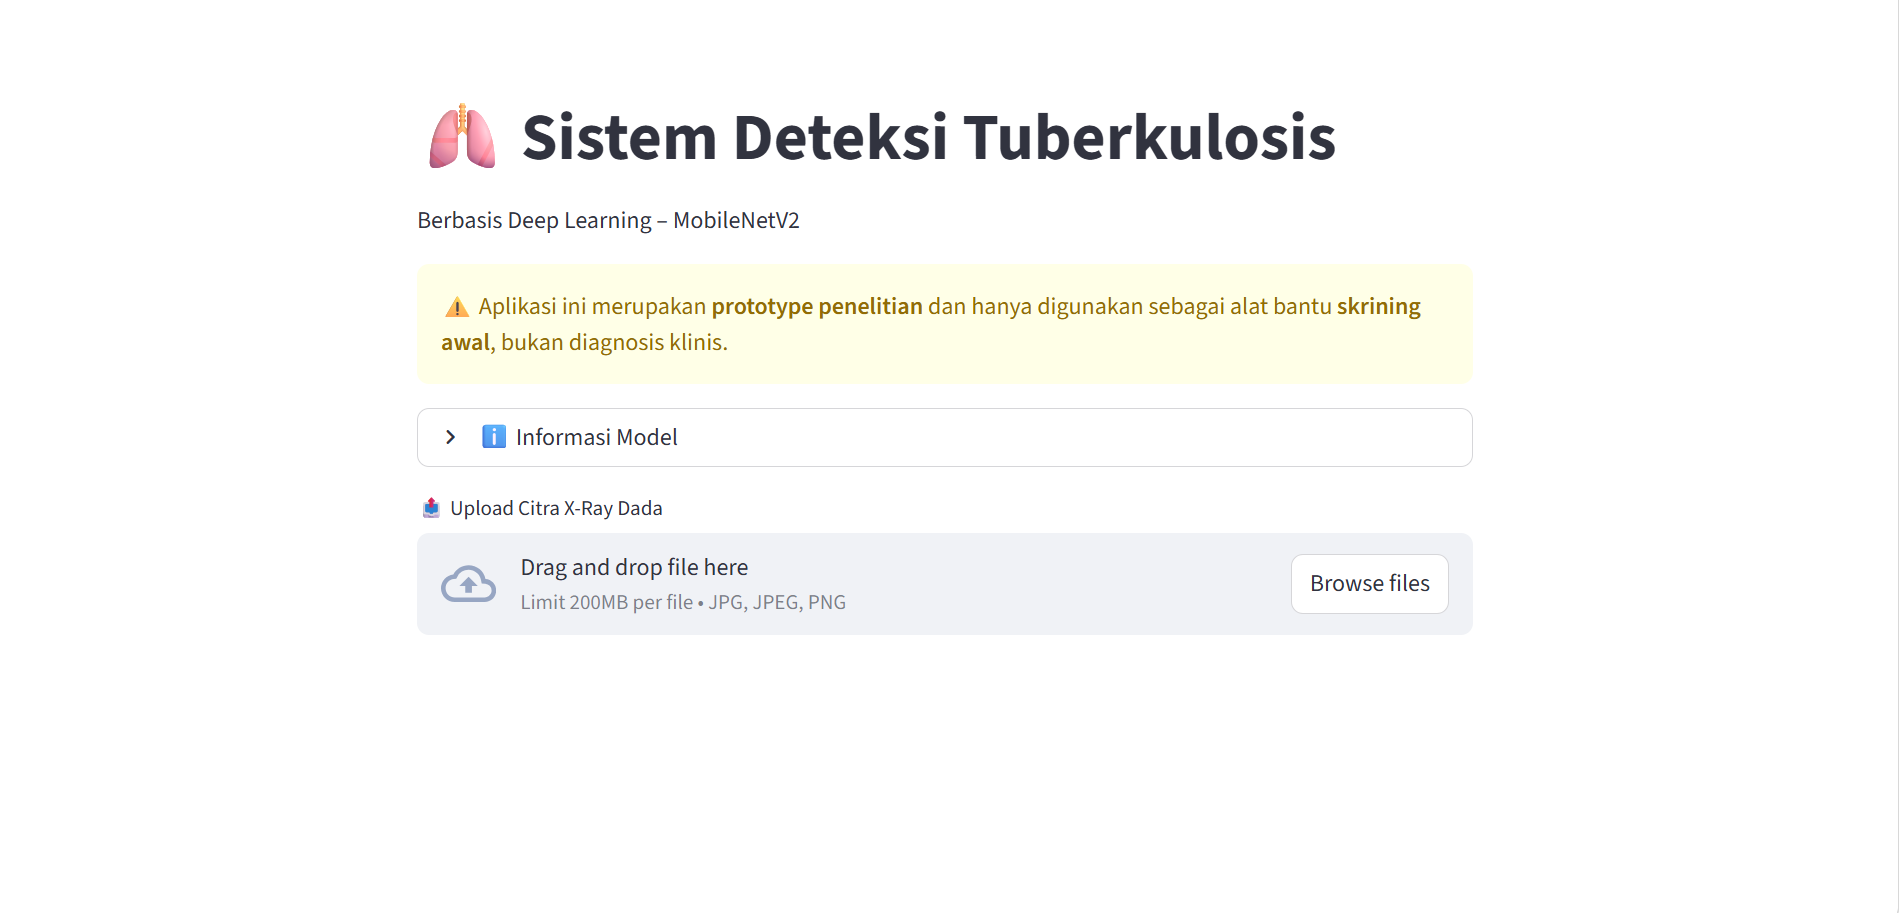 Sistem Deteksi Tuberkulosis
Berbasis Deep Learning – MobileNetV2
Aplikasi ini merupakan prototype penelitian dan hanya digunakan sebagai alat bantu skrining
awal, bukan diagnosis klinis.
Informasi Model
Upload Citra X-Ray Dada
Drag and drop file here
Limit 200MB per file • JPG, JPEG, PNG
Browse files